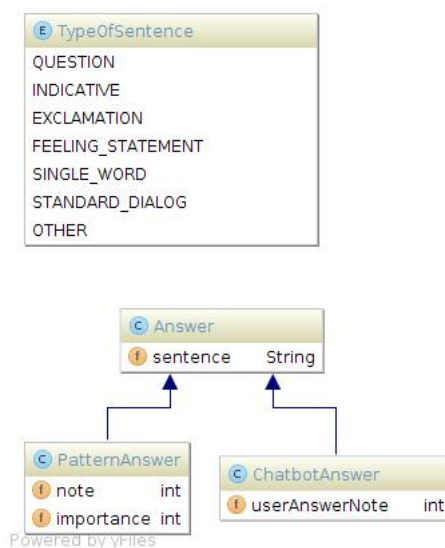 E TypeOfSentence
QUESTION
INDICATIVE
EXCLAMATION
FEELING_STATEMENT
SINGLE_WORD
STANDARD_DIALOG
OTHER
C Answer
f sentence String
C PatternAnswer
f note int
f importance int
C ChatbotAnswer
f userAnswerNote int
Powered by yFiles